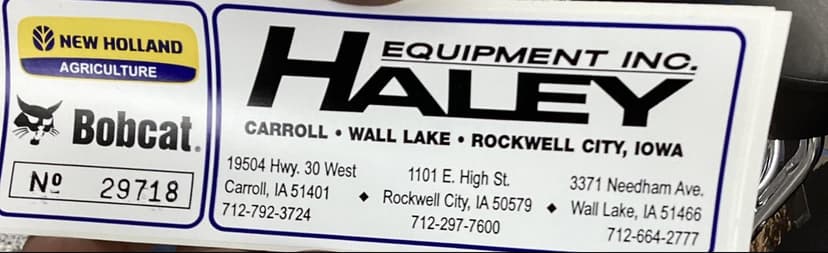 NEW HOLLAND
AGRICULTURE
Bobcat®
Nº 29718
HALEY
EQUIPMENT INC.
CARROLL • WALL LAKE • ROCKWELL CITY, IOWA
19504 Hwy. 30 West
Carroll, IA 51401
712-792-3724
◆
1101 E. High St.
Rockwell City, IA 50579
712-297-7600
◆
3371 Needham Ave.
Wall Lake, IA 51466
712-664-2777